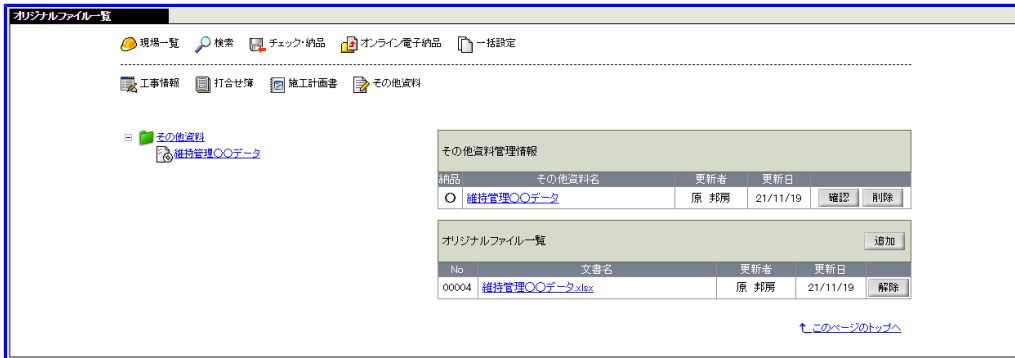 オリジナルファイル一覧
現場一覧 検索 チェック・納品 オンライン電子納品 一括設定
工事情報 打合せ簿 施工計画書 その他資料
その他資料
維持管理〇〇データ
その他資料管理情報
納品 その他資料名 更新者 更新日
○ 維持管理〇〇データ 原 邦房 21/11/19 確認 削除
オリジナルファイル一覧 追加
No 文書名 更新者 更新日
00004 維持管理〇〇データ.xlsx 原 邦房 21/11/19 解除
↑ このページのトップへ